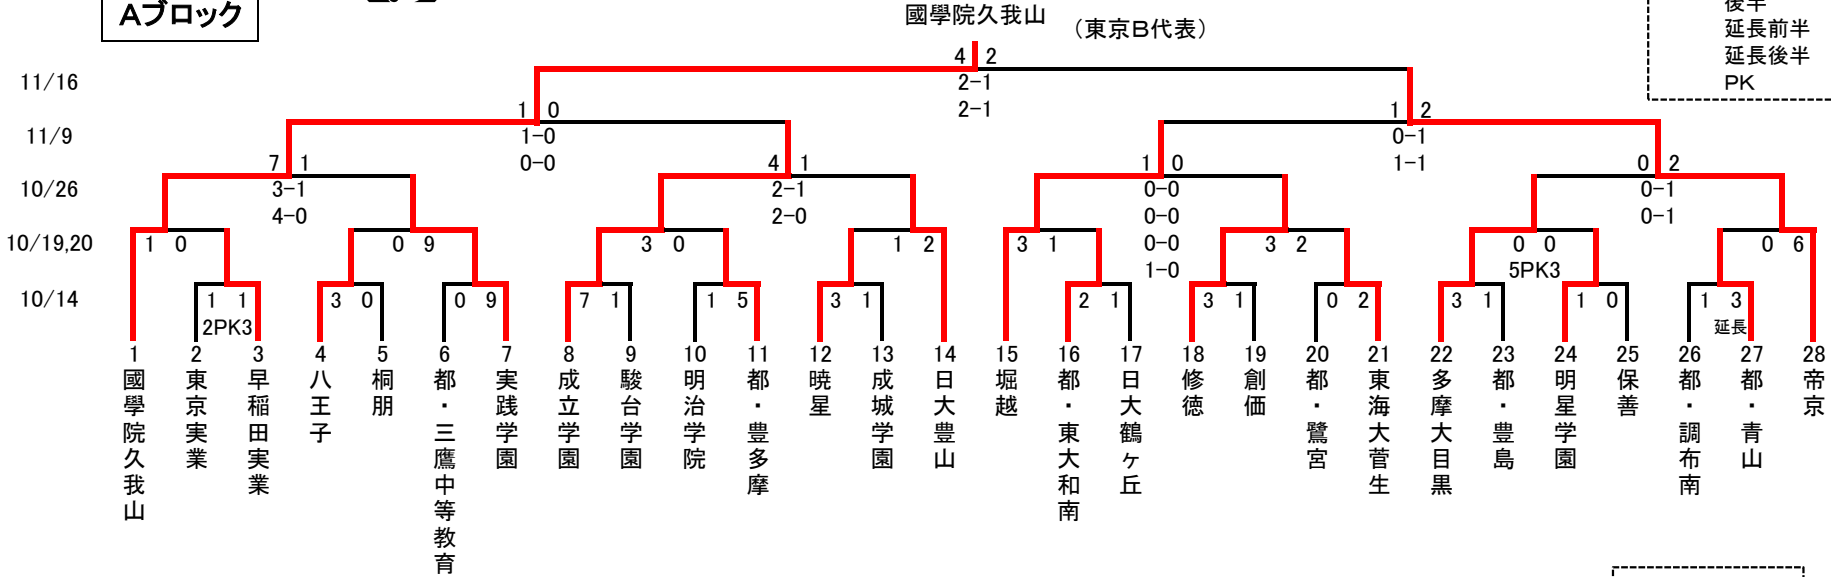 Aブロック
國學院久我山
(東京B代表)
後半
延長前半
延長後半
PK
4 2
11/16
2-1
2-1
1 0
1 2
11/9
1-0
0-1
0-0
1-1
7 1
4 1
1 0
0 2
10/26
3-1
2-1
0-0
0-1
4-0
2-0
0-0
0-1
10/19,20
1 0
0 9
3 0
1 2
3 1
0-0
3 2
0 0
0 6
1-0
5PK3
10/14
1 1
3 0
0 9
7 1
1 5
3 1
2 1
3 1
0 2
3 1
1 0
1 3
2PK3
延長
1
2
3
4
5
6
7
8
9
10
11
12
13
14
15
16
17
18
19
20
21
22
23
24
25
26
27
28
國學院久我山
東京実業
早稲田実業
八王子
桐朋
都・三鷹中等教育
実践学園
成立学園
駿台学園
明治学院
都・豊多摩
暁星
成城学園
日大豊山
堀越
都・東大和南
日大鶴ヶ丘
修徳
創価
都・鷺宮
東海大菅生
多摩大目黒
都・豊島
明星学園
保善
都・調布南
都・青山
帝京